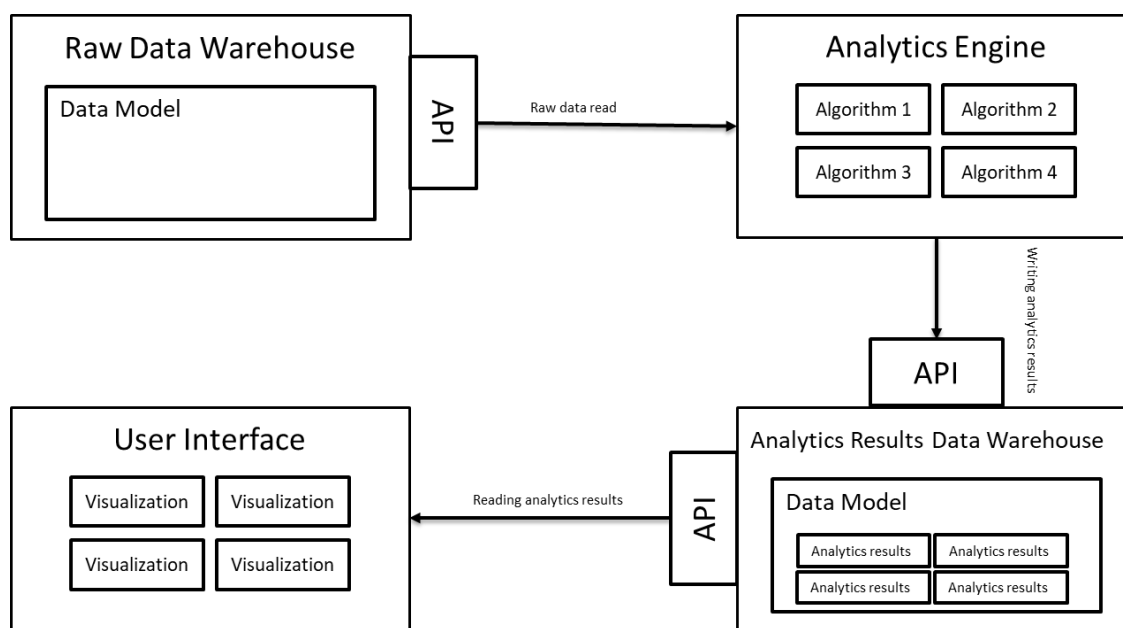 Raw Data Warehouse
Data Model
API
Raw data read
Analytics Engine
Algorithm 1
Algorithm 2
Algorithm 3
Algorithm 4
Writing analytics results
API
Analytics Results Data Warehouse
Data Model
Analytics results
Analytics results
Analytics results
Analytics results
API
Reading analytics results
User Interface
Visualization
Visualization
Visualization
Visualization